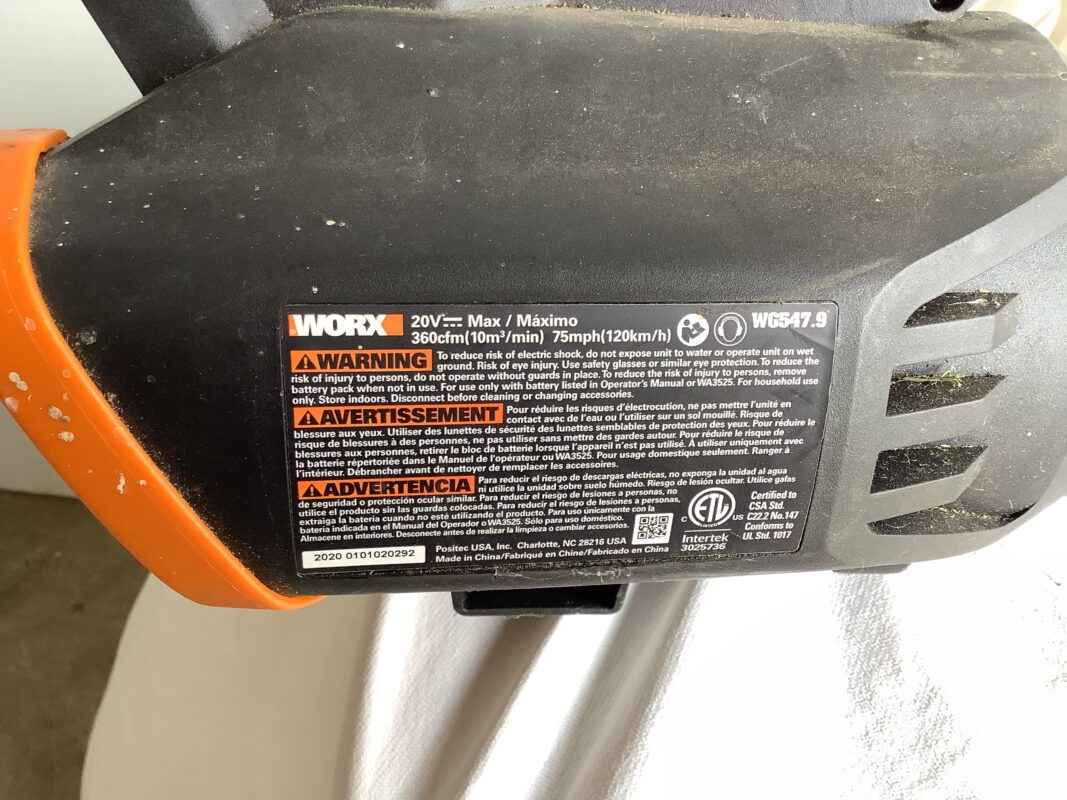 WORX 20V Max / Máximo
360cfm(10m³/min) 75mph(120km/h) WG547.9
WARNING To reduce risk of electric shock, do not expose unit to water or operate unit on wet
ground. Risk of eye injury. Use safety glasses or similar eye protection. To reduce the
risk of injury to persons, do not operate without guards in place. To reduce the risk of injury to persons, remove
battery pack when not in use. For use only with battery listed in Operator's Manual or WA3525. For household use
only. Store indoors. Disconnect before cleaning or changing accessories.
AVERTISSEMENT Pour réduire les risques d'électrocution, ne pas mettre l'unité en
contact avec de l'eau ou l'utiliser sur un sol mouillé. Risque de
blessure aux yeux. Utiliser des lunettes de sécurité des lunettes semblables de protection des yeux. Pour réduire le
risque de blessures à des personnes, ne pas utiliser sans mettre des gardes autour. Pour réduire le risque de
blessures aux personnes, retirer le bloc de batterie lorsque l'appareil n'est pas utilisé. À utiliser uniquement avec
la batterie répertoriée dans le Manuel de l'opérateur ou WA3525. Pour usage domestique seulement. Ranger à
l'intérieur. Débrancher avant de nettoyer de remplacer les accessoires.
ADVERTENCIA Para reducir el riesgo de descargas eléctricas, no exponga la unidad al agua
ni utilice la unidad sobre suelo húmedo. Riesgo de lesión ocular. Utilice gafas
de seguridad o protección ocular similar. Para reducir el riesgo de lesiones a personas, no
utilice el producto sin las guardas colocadas. Para reducir el riesgo de lesiones a personas,
extraiga la batería cuando no esté utilizando el producto. Para uso únicamente con la
batería indicada en el Manual del Operador o WA3525. Sólo para uso doméstico.
Almacene en interiores. Desconecte antes de realizar la limpieza o cambiar accesorios.
C ETL US
Intertek
3025736
Certified to
CSA Std.
C22.2 No.147
Conforms to
UL Std. 1017
2020 0101020292
Positec USA, Inc. Charlotte, NC 28216 USA
Made in China/Fabriqué en Chine/Fabricado en China